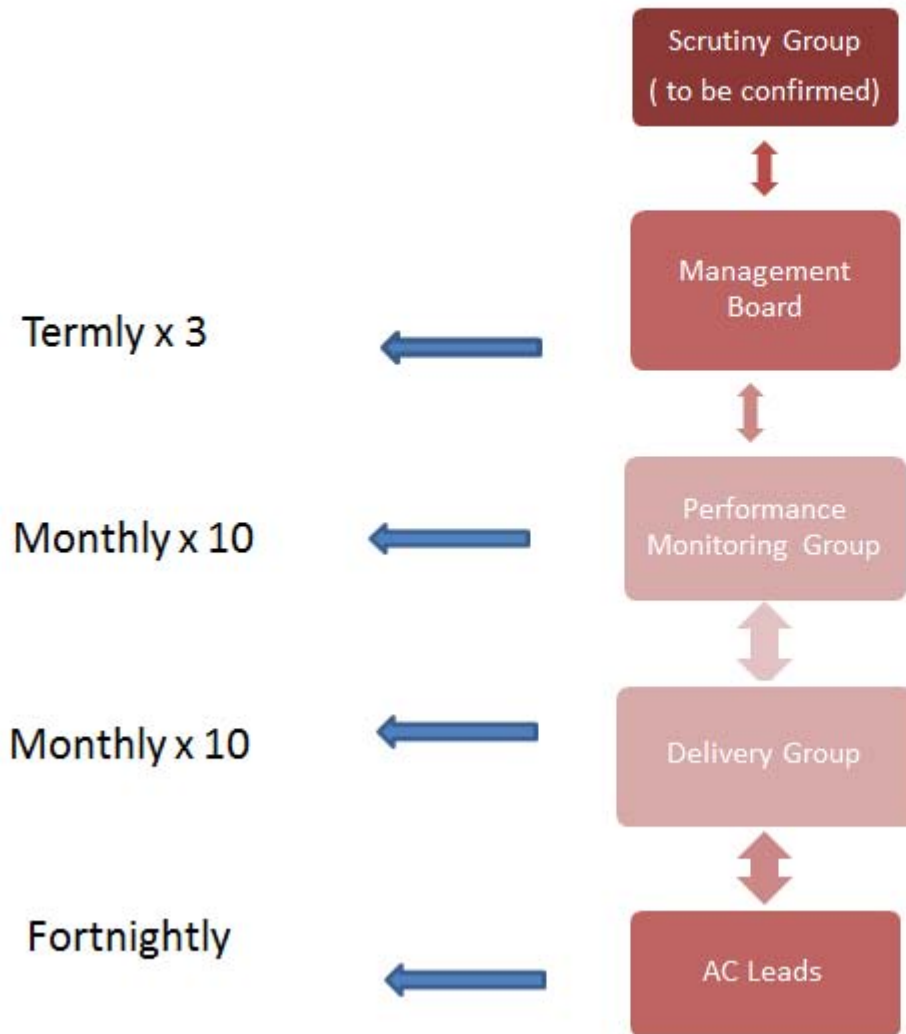 Scrutiny Group
( to be confirmed)
Management
Board
Termly x 3
Performance
Monitoring Group
Monthly x 10
Delivery Group
Monthly x 10
AC Leads
Fortnightly